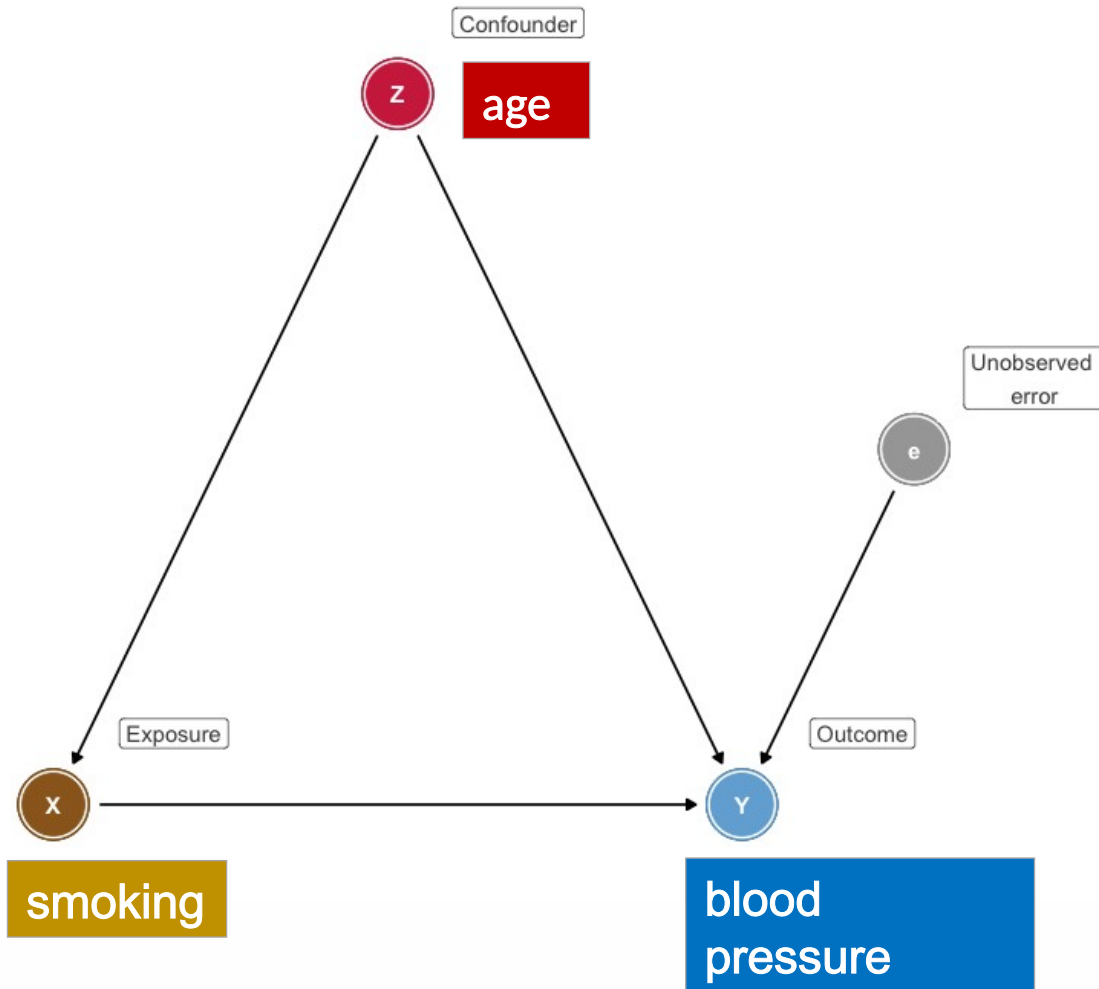 Confounder
Z
age
Unobserved
error
e
Exposure
Outcome
X
Y
smoking
blood
pressure